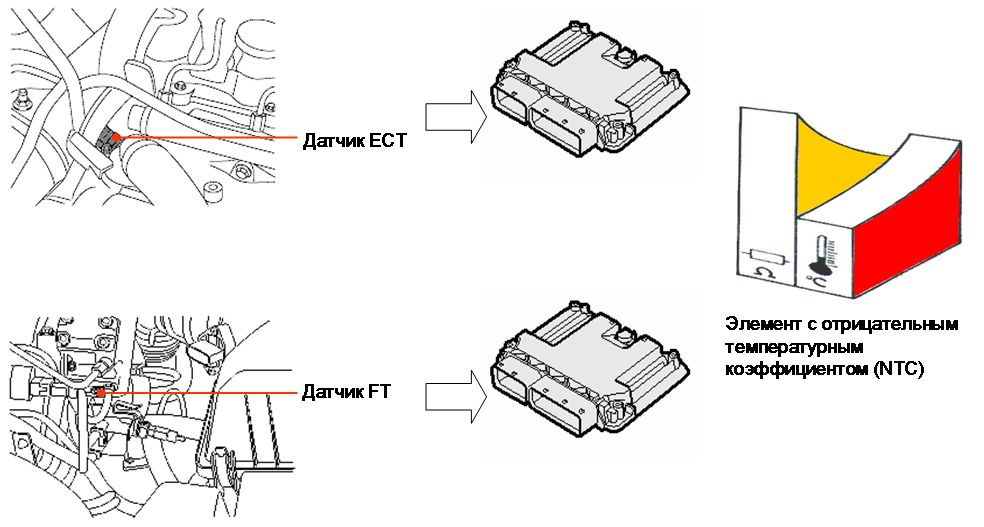 Датчик ECT
Датчик FT
Ω
°C
Элемент с отрицательным
температурным
коэффициентом (NTC)